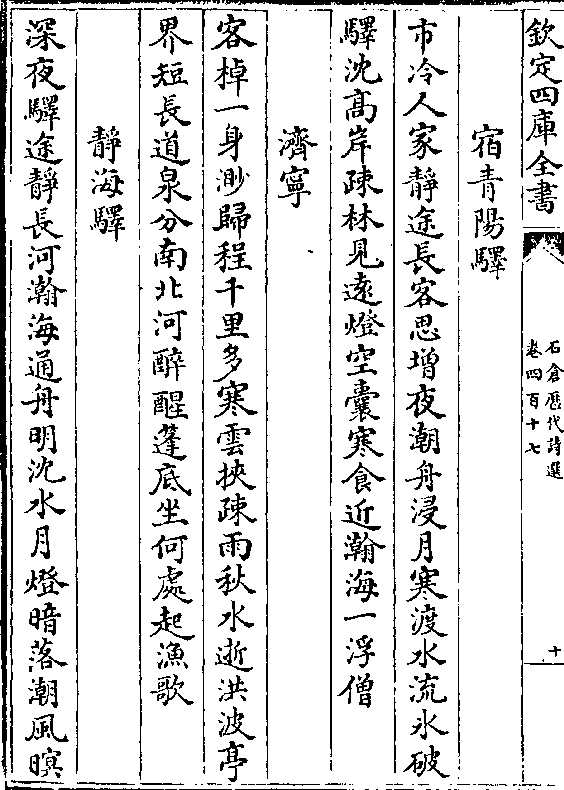 欽定四庫全書
石倉歷代詩選
卷四百十七
十
宿青陽驛
市冷人家靜途長客思增夜潮舟浸月寒渡水流氷破
驛沈高岸疎林見遠燈空囊寒食近瀚海一浮僧
濟寧
客棹一身渺歸程千里多寒雲挾疎雨秋水逝洪波亭
界短長道泉分南北河醉醒蓬底坐何處起漁歌
靜海驛
深夜驛途靜長河瀚海通舟明沈水月燈暗落潮風暝